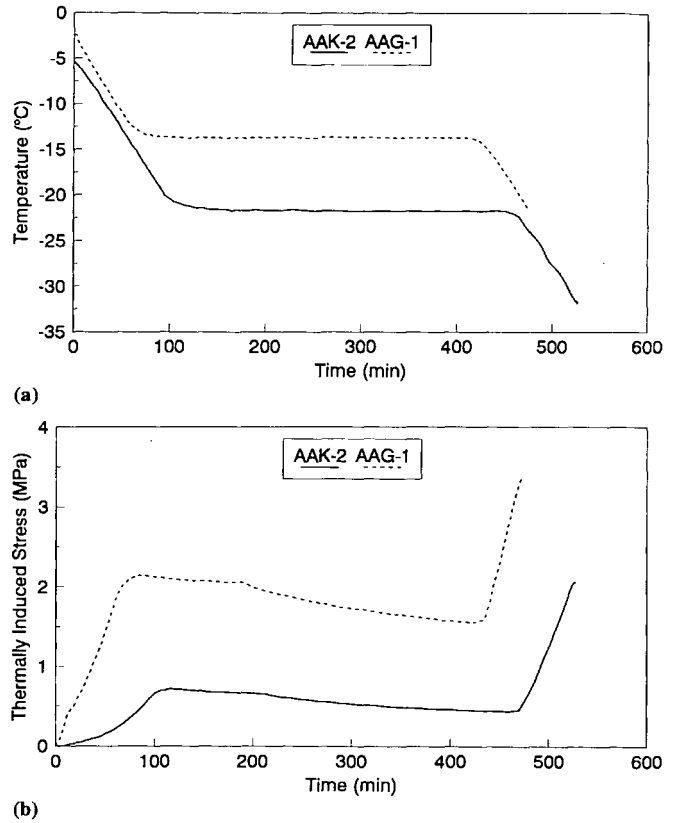 0
AAK-2 AAG-1
-5
-10
-15
-20
-25
-30
-35
Temperature (°C)
0 100 200 300 400 500 600
Time (min)
(a)
4
AAK-2 AAG-1
3
2
1
0
Thermally Induced Stress (MPa)
0 100 200 300 400 500 600
Time (min)
(b)